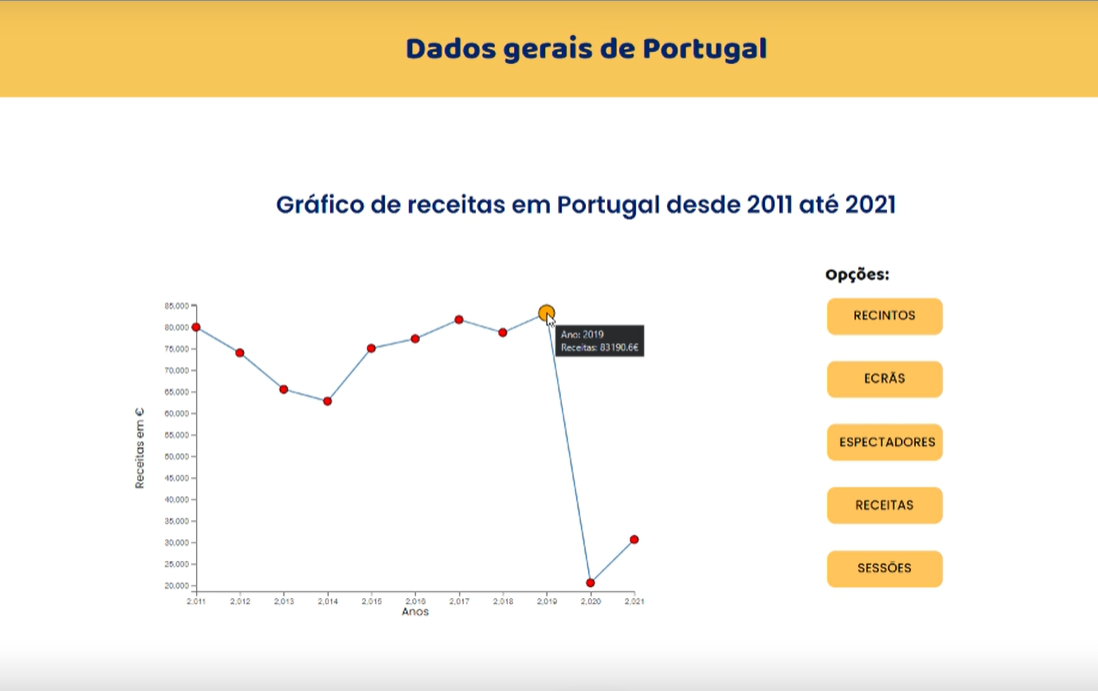 Dados gerais de Portugal
Gráfico de receitas em Portugal desde 2011 até 2021
Opções:
RECINTOS
ECRÃS
ESPECTADORES
RECEITAS
SESSÕES
Receitas em €
85,000
80,000
75,000
70,000
65,000
60,000
55,000
50,000
45,000
40,000
35,000
30,000
25,000
20,000
Ano: 2019
Receitas: 83190.6€
2,011 2,012 2,013 2,014 2,015 2,016 2,017 2,018 2,019 2,020 2,021
Anos